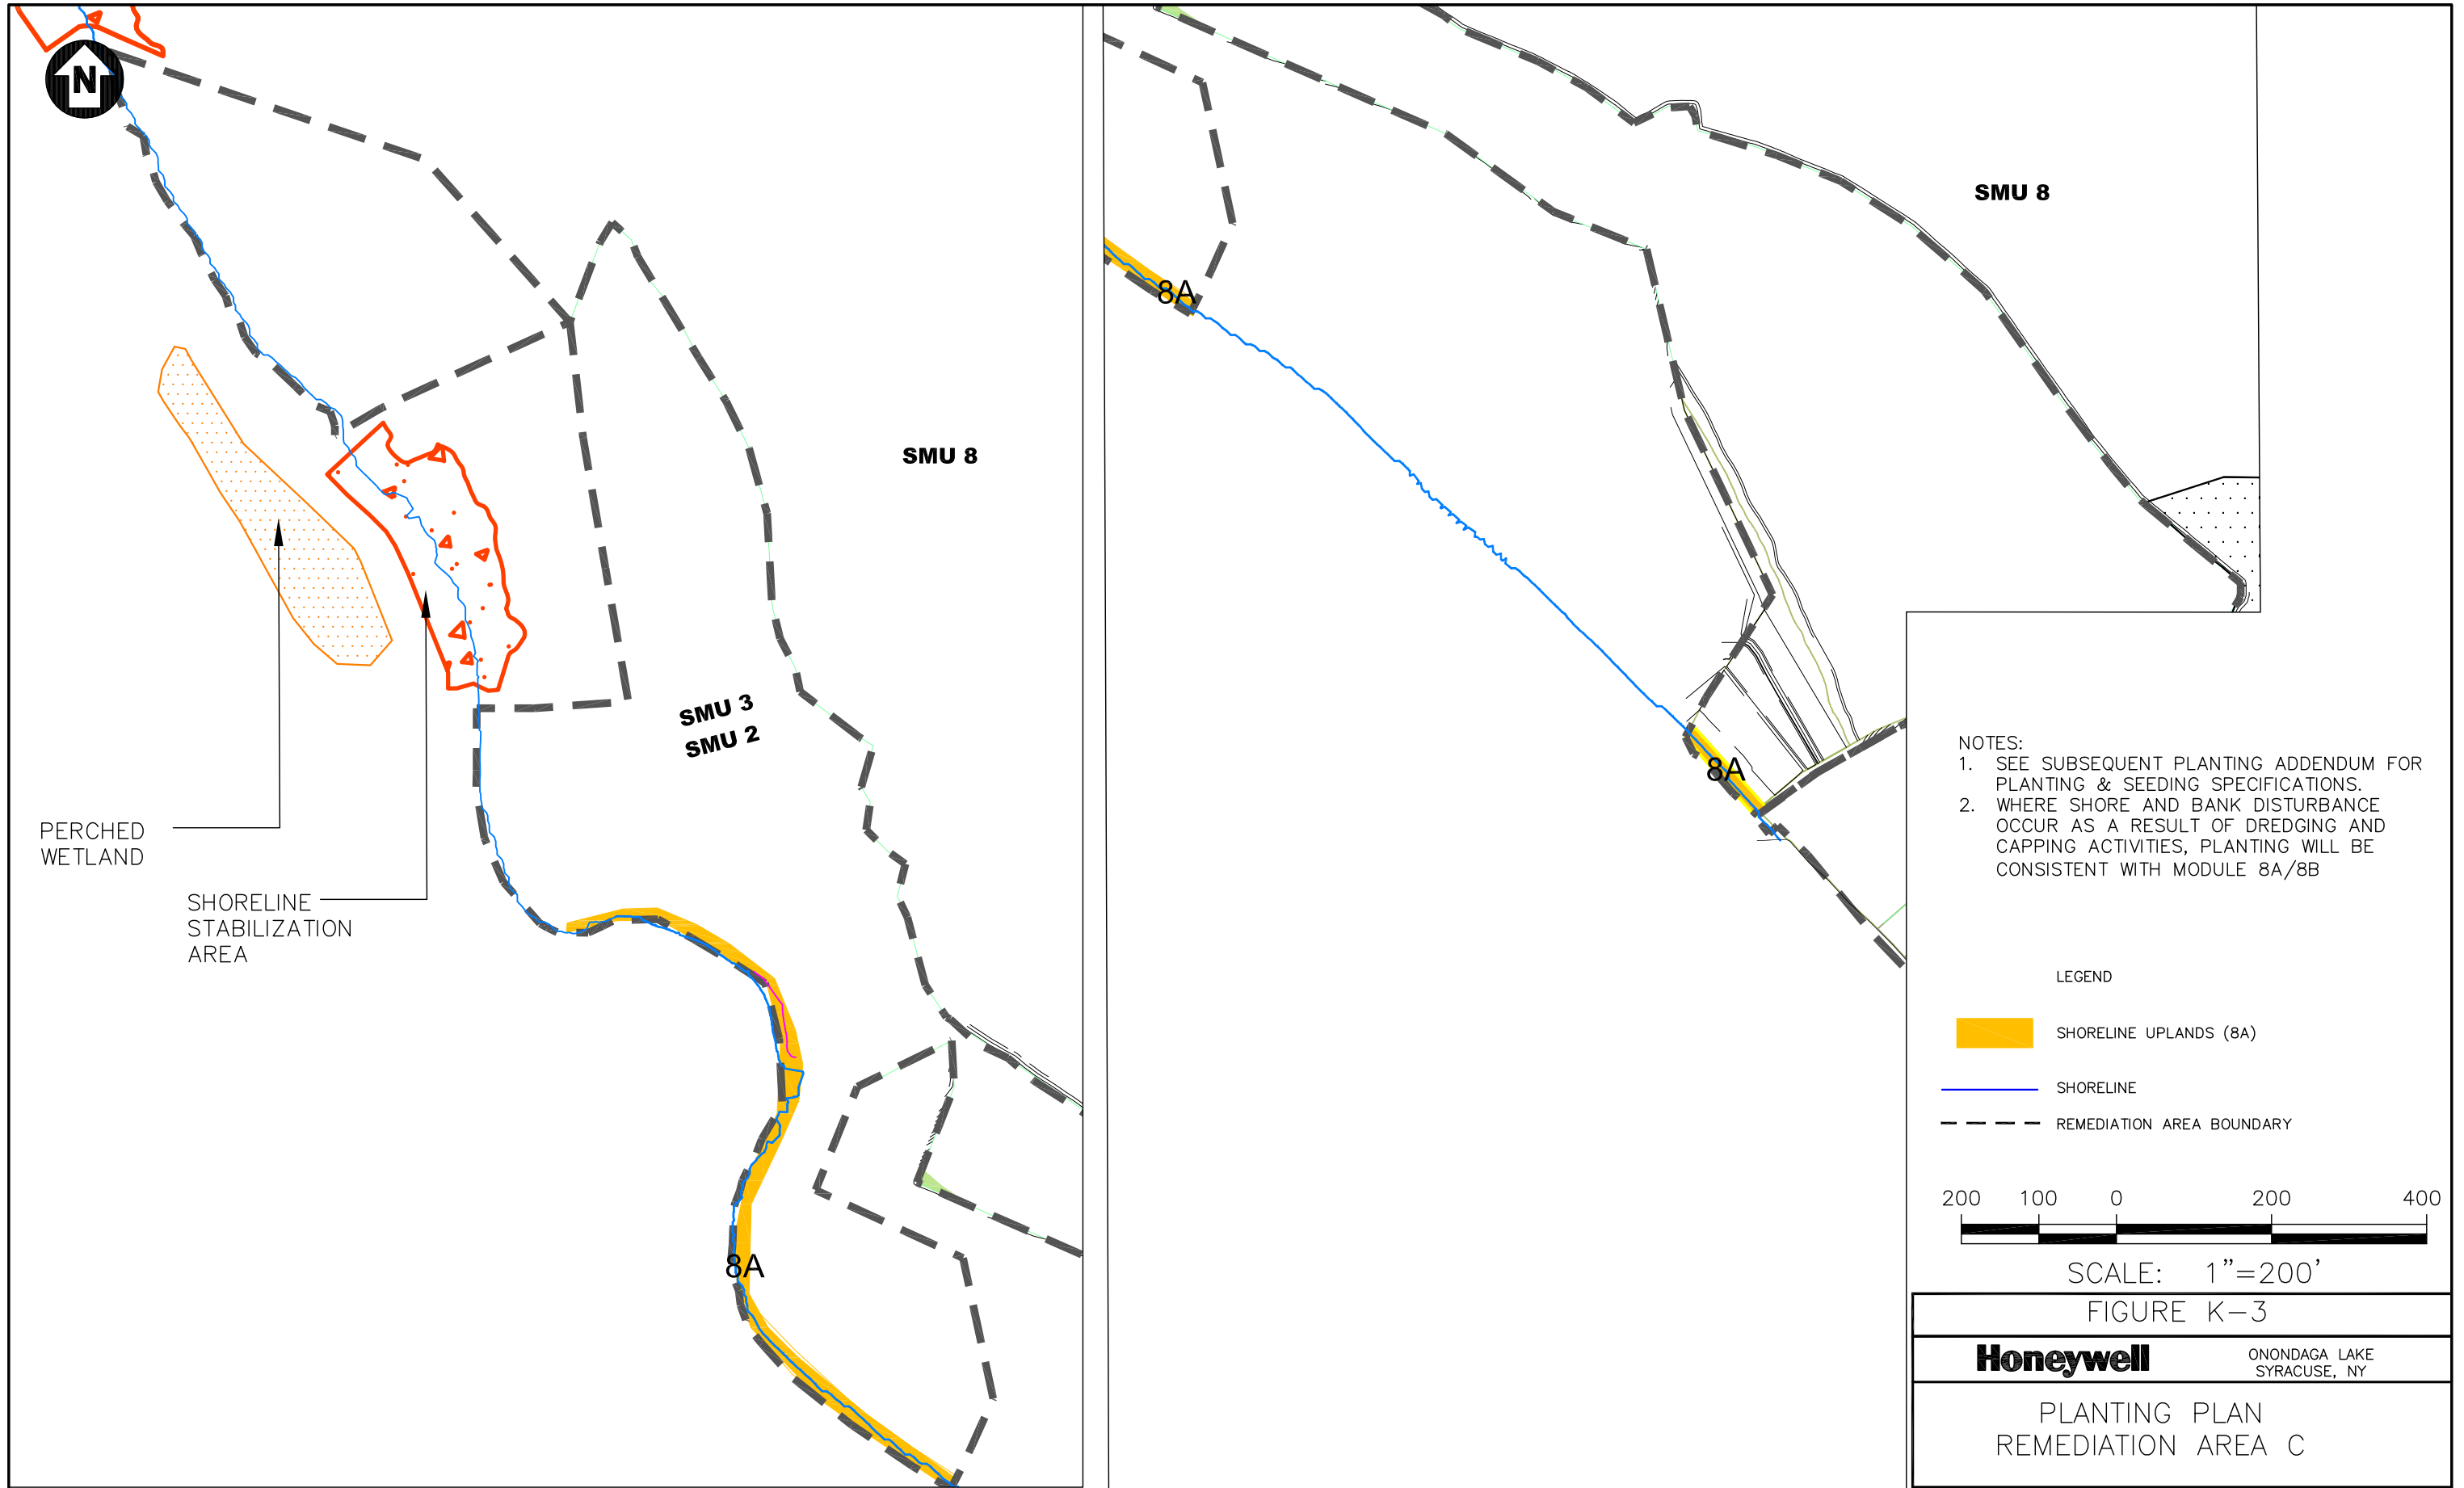 N
SMU 8
SMU 3
SMU 2
PERCHED
WETLAND
SHORELINE
STABILIZATION
AREA
8A
SMU 8
8A
8A
NOTES:
1. SEE SUBSEQUENT PLANTING ADDENDUM FOR
PLANTING & SEEDING SPECIFICATIONS.
2. WHERE SHORE AND BANK DISTURBANCE
OCCUR AS A RESULT OF DREDGING AND
CAPPING ACTIVITIES, PLANTING WILL BE
CONSISTENT WITH MODULE 8A/8B
LEGEND
SHORELINE UPLANDS (8A)
SHORELINE
REMEDIATION AREA BOUNDARY
200 100 0 200 400
SCALE: 1"=200'
FIGURE K-3
Honeywell
ONONDAGA LAKE
SYRACUSE, NY
PLANTING PLAN
REMEDIATION AREA C